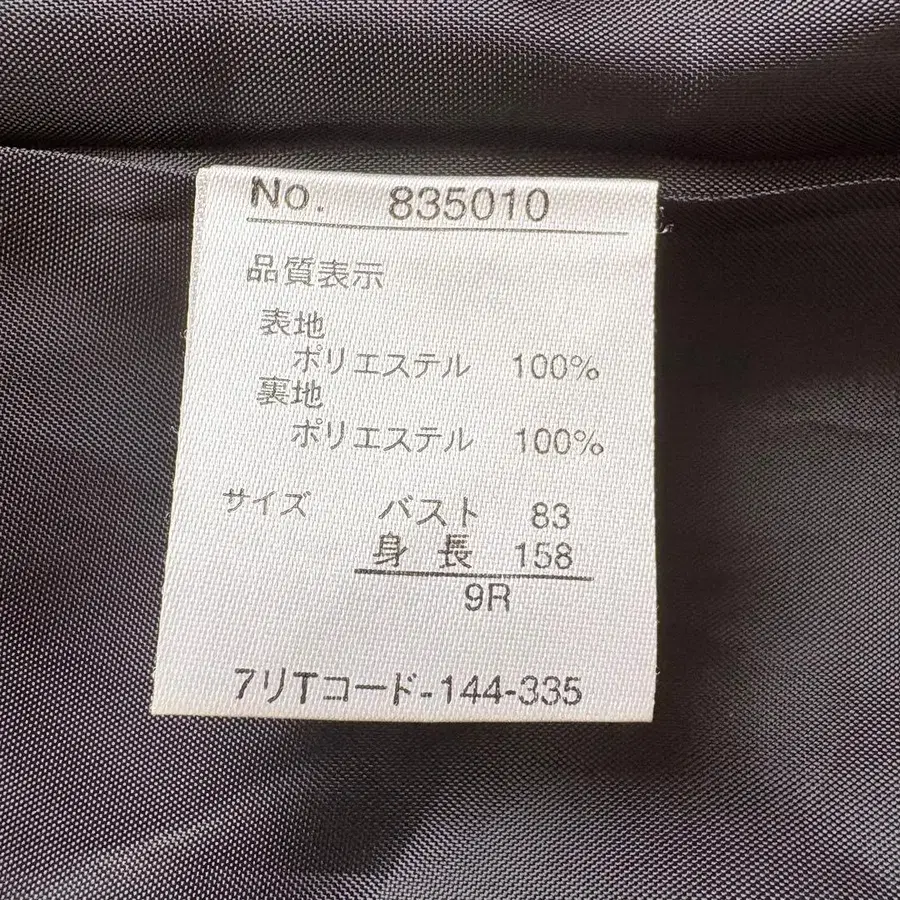 No. 835010
品質表示
表地
ポリエステル 100%
裏地
ポリエステル 100%
サイズ バスト 83
身長 158
9R
7リTコード-144-335